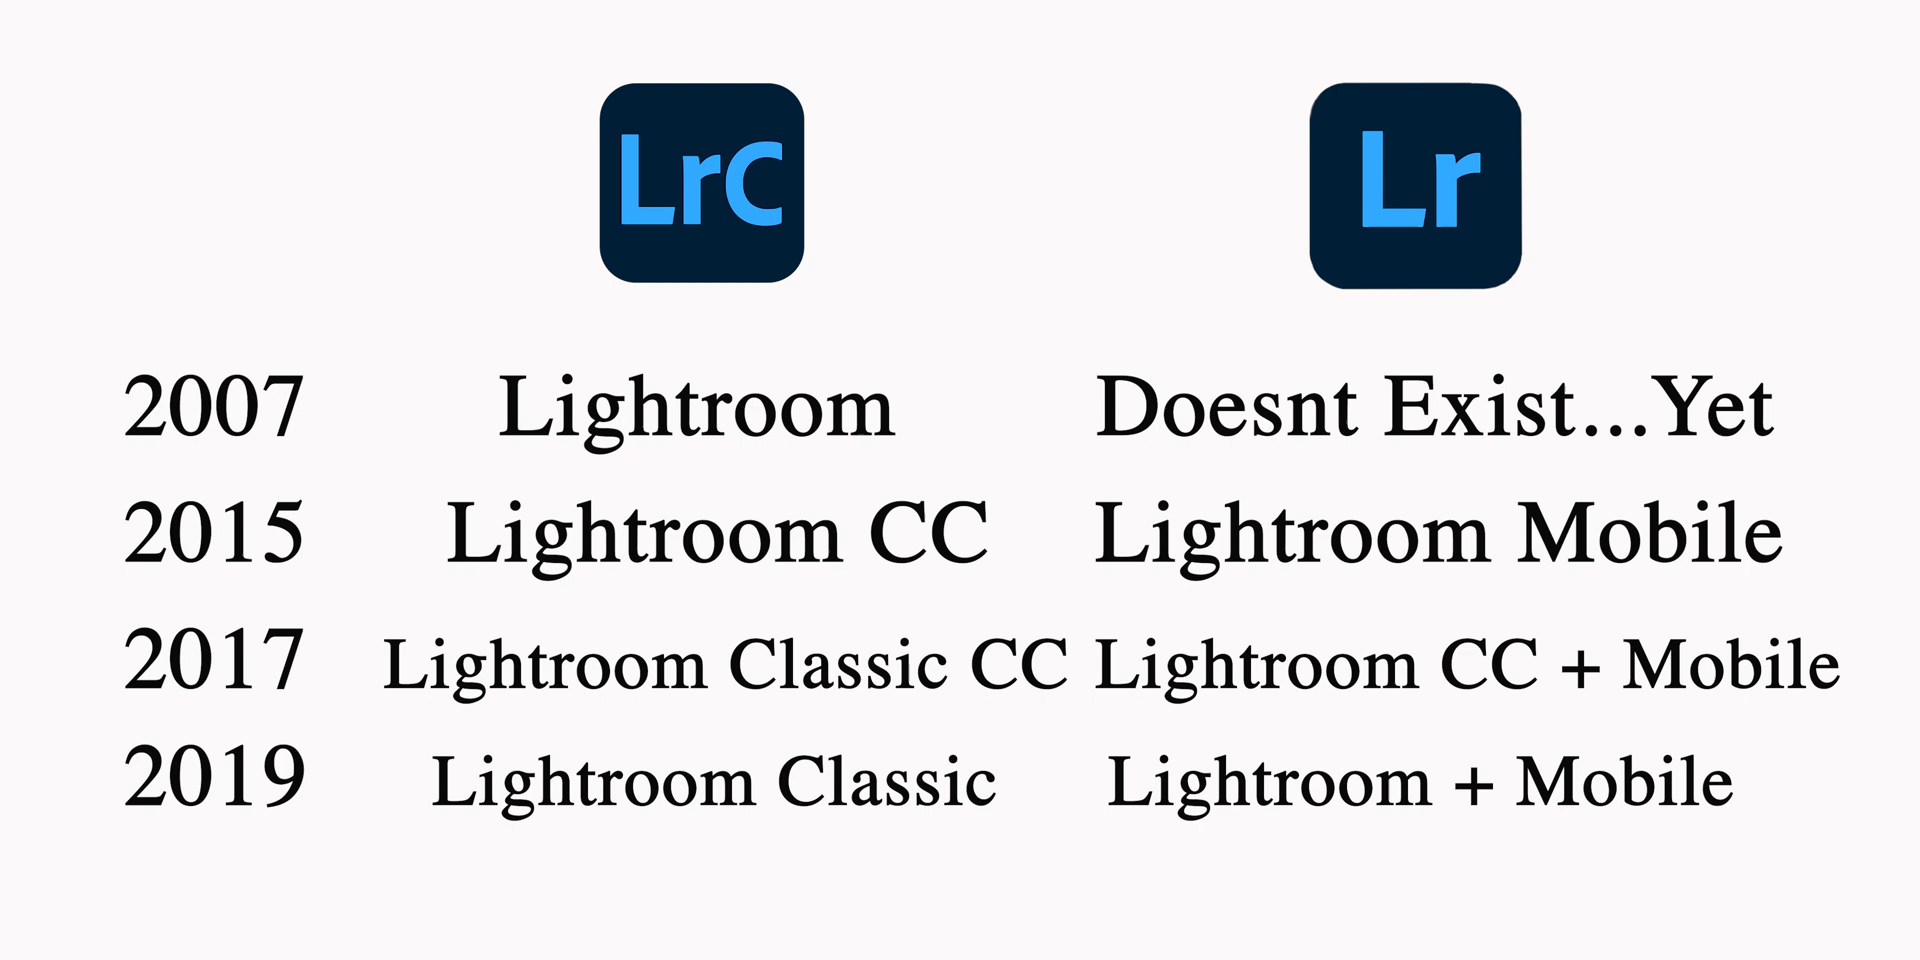 LrC Lr
2007 Lightroom Doesnt Exist...Yet
2015 Lightroom CC Lightroom Mobile
2017 Lightroom Classic CC Lightroom CC + Mobile
2019 Lightroom Classic Lightroom + Mobile